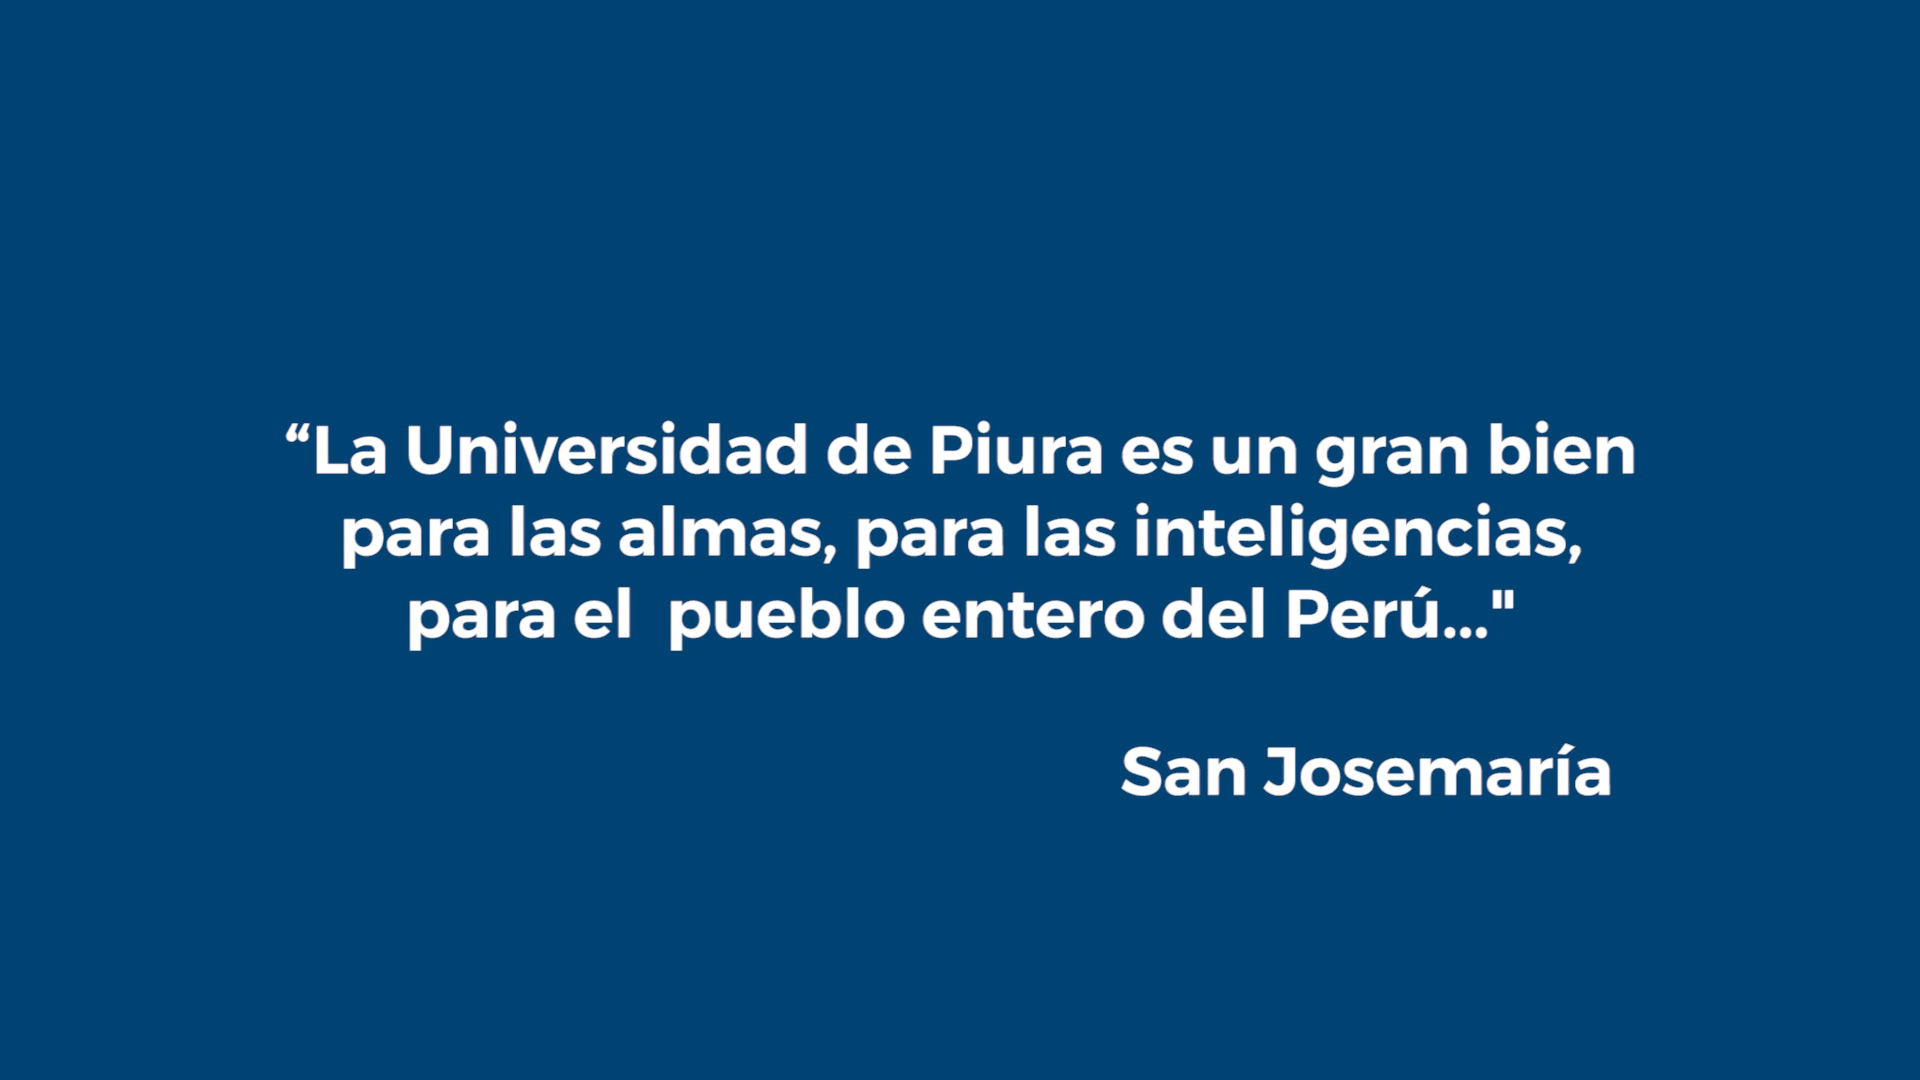 “La Universidad de Piura es un gran bien
para las almas, para las inteligencias,
para el  pueblo entero del Perú..."
San Josemaría